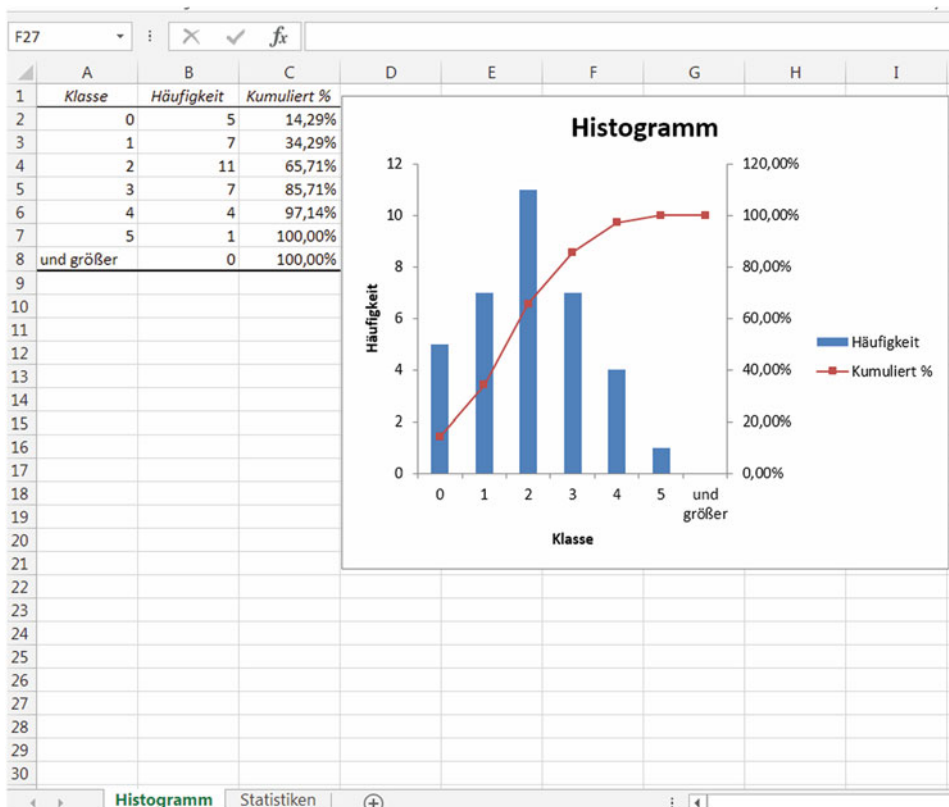 F27 fx
A B C D E F G H I
1 Klasse Häufigkeit Kumuliert %
2 0 5 14,29%
3 1 7 34,29%
4 2 11 65,71%
5 3 7 85,71%
6 4 4 97,14%
7 5 1 100,00%
8 und größer 0 100,00%
9
10
11
12
13
14
15
16
17
18
19
20
21
22
23
24
25
26
27
28
29
30
Histogramm
12 120,00%
10 100,00%
8 80,00%
6 60,00%
4 40,00%
2 20,00%
0 0,00%
Häufigkeit
0 1 2 3 4 5 und
größer
Klasse
Häufigkeit
Kumuliert %
Histogramm Statistiken